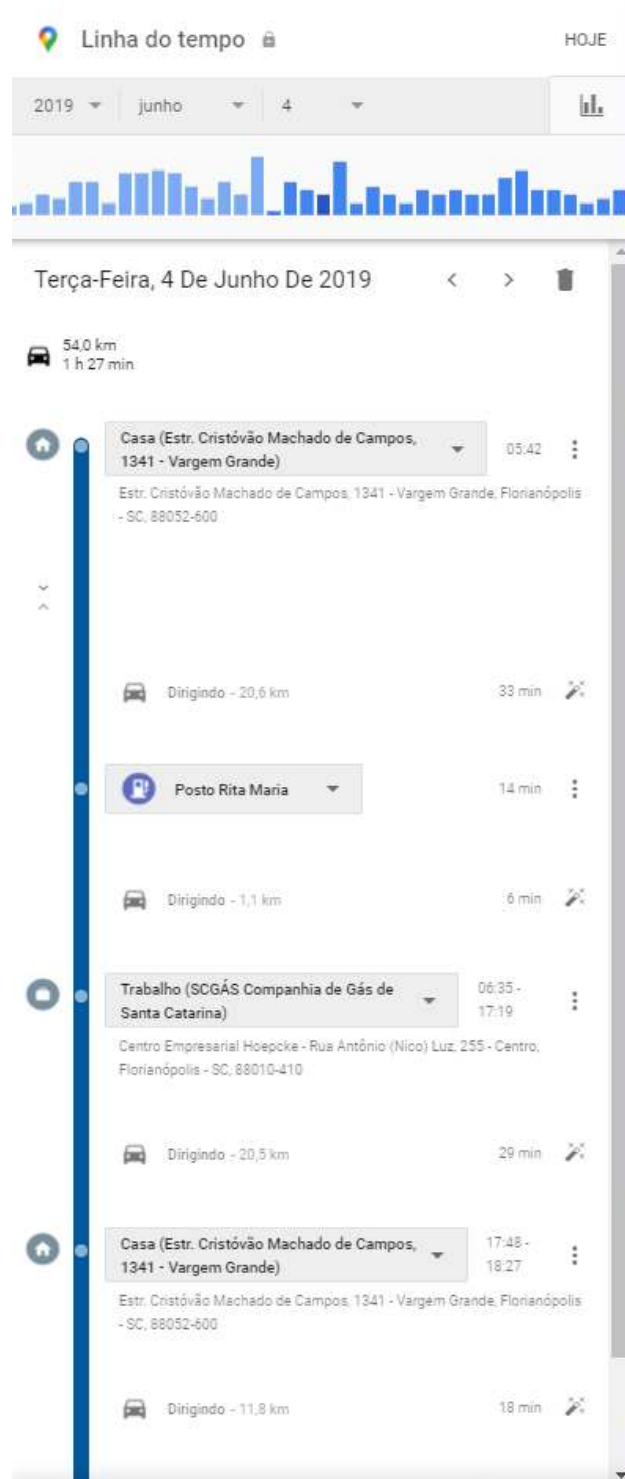 Linha do tempo
HOJE
2019 junho 4
Terça-Feira, 4 De Junho De 2019
54,0 km
1 h 27 min
Casa (Estr. Cristóvão Machado de Campos,
1341 - Vargem Grande)
05:42
Estr. Cristóvão Machado de Campos, 1341 - Vargem Grande, Florianópolis
- SC, 88052-600
Dirigindo - 20,6 km
33 min
Posto Rita Maria
14 min
Dirigindo - 1,1 km
6 min
Trabalho (SCGÁS Companhia de Gás de
Santa Catarina)
06:35 -
17:19
Centro Empresarial Hoepcke - Rua Antônio (Nico) Luz, 255 - Centro,
Florianópolis - SC, 88010-410
Dirigindo - 20,5 km
29 min
Casa (Estr. Cristóvão Machado de Campos,
1341 - Vargem Grande)
17:48 -
18:27
Estr. Cristóvão Machado de Campos, 1341 - Vargem Grande, Florianópolis
- SC, 88052-600
Dirigindo - 11,8 km
18 min